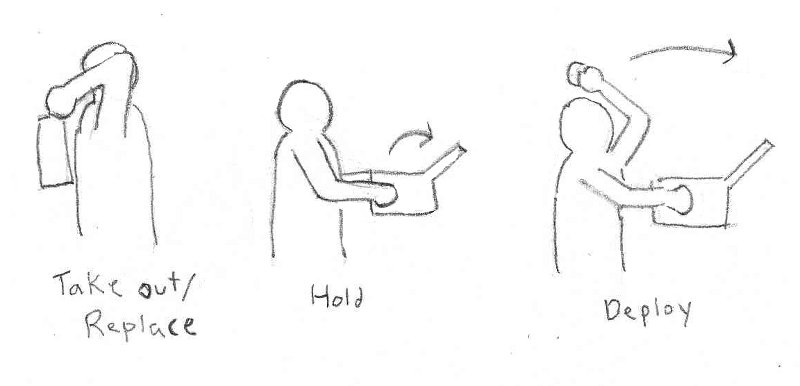 Take out/
Replace
Hold
Deploy